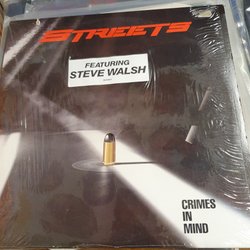 STREETS
FEATURING
STEVE WALSH
CRIMES
IN
MIND